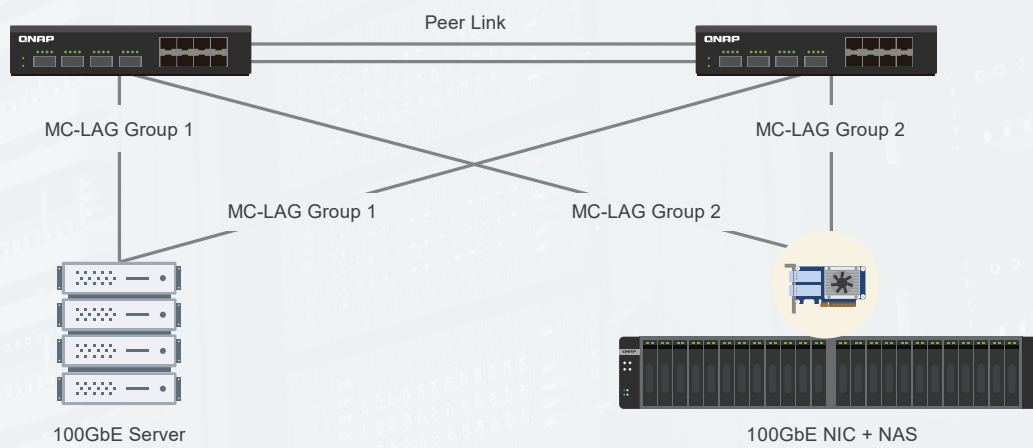 Peer Link
QNAP
QNAP
MC-LAG Group 1
MC-LAG Group 2
MC-LAG Group 1
MC-LAG Group 2
QNAP
100GbE Server
100GbE NIC + NAS